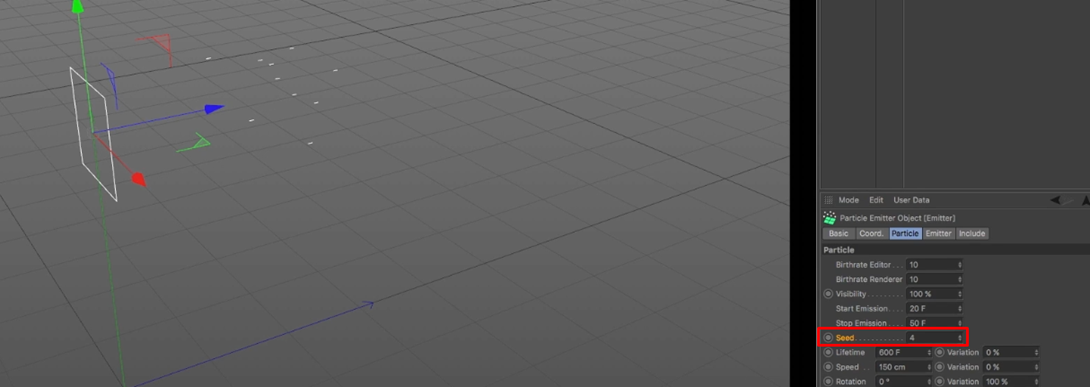 Mode Edit User Data
Particle Emitter Object [Emitter]
Basic Coord. Particle Emitter Include
Particle
Birthrate Editor . . . 10
Birthrate Renderer 10
Visibility . . . . . . . . . 100 %
Start Emission . . . . 20 F
Stop Emission . . . . 50 F
Seed . . . . . . . . . . . 4
Lifetime 600 F Variation 0 %
Speed . . 150 cm Variation 0 %
Rotation 0 ° Variation 100 %